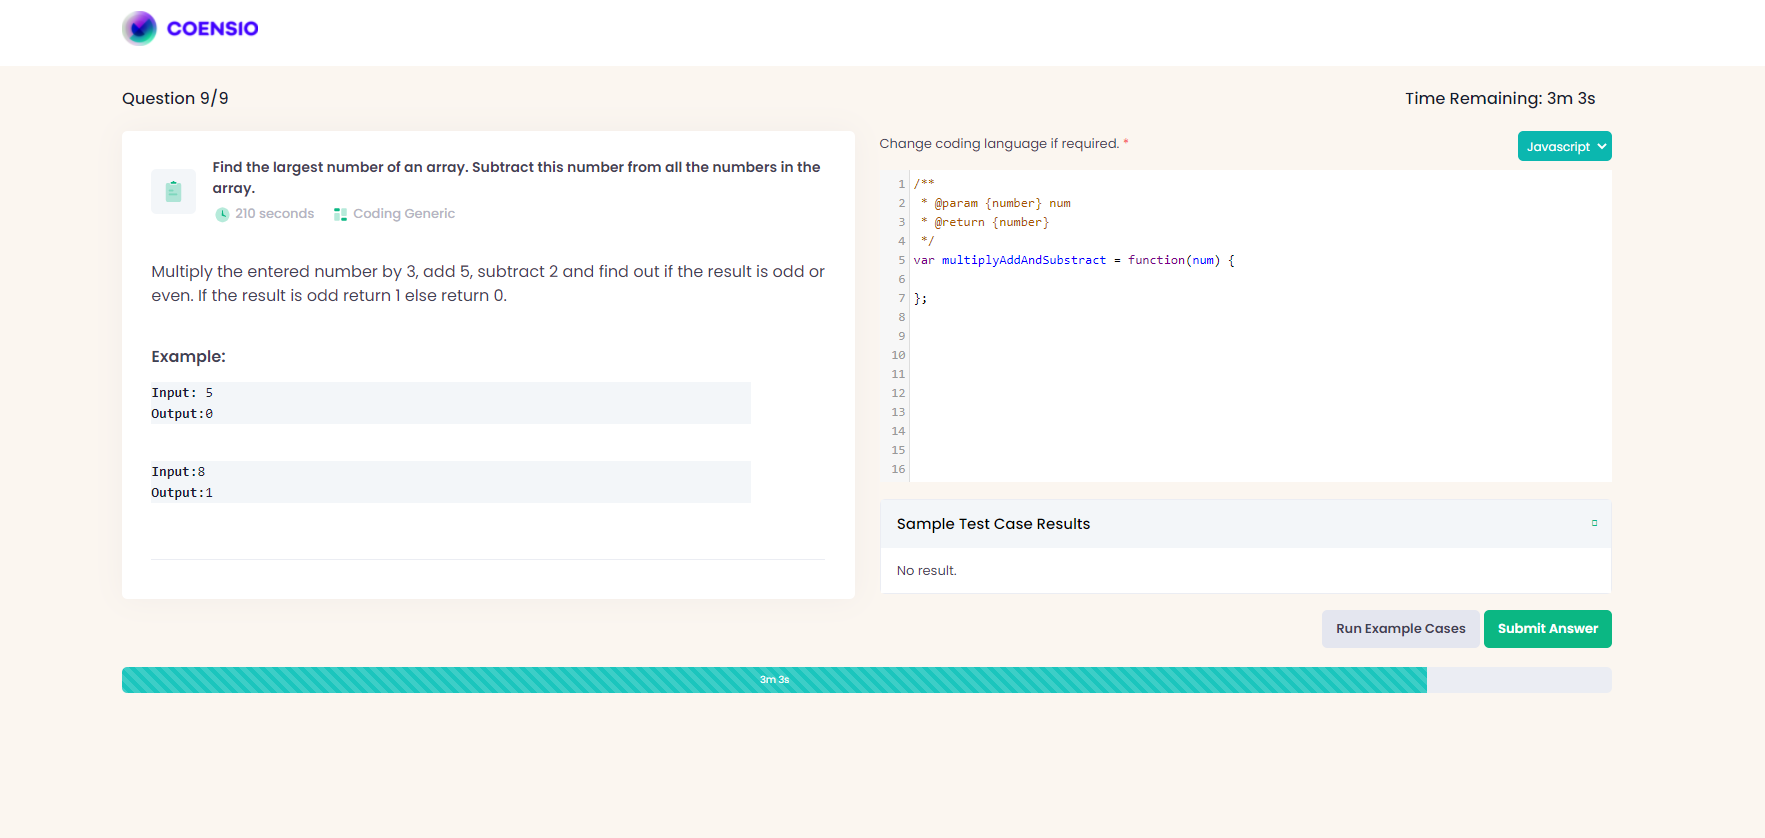 COENSIO
Question 9/9
Time Remaining: 3m 3s
Find the largest number of an array. Subtract this number from all the numbers in the
array.
210 seconds Coding Generic
Multiply the entered number by 3, add 5, subtract 2 and find out if the result is odd or
even. If the result is odd return 1 else return 0.
Example:
Input: 5
Output:0
Input:8
Output:1
Change coding language if required. *
Javascript
1 /**
2 * @param {number} num
3 * @return {number}
4 */
5 var multiplyAddAndSubstract = function(num) {
6
7 };
8
9
10
11
12
13
14
15
16
Sample Test Case Results
No result.
Run Example Cases
Submit Answer
3m 3s